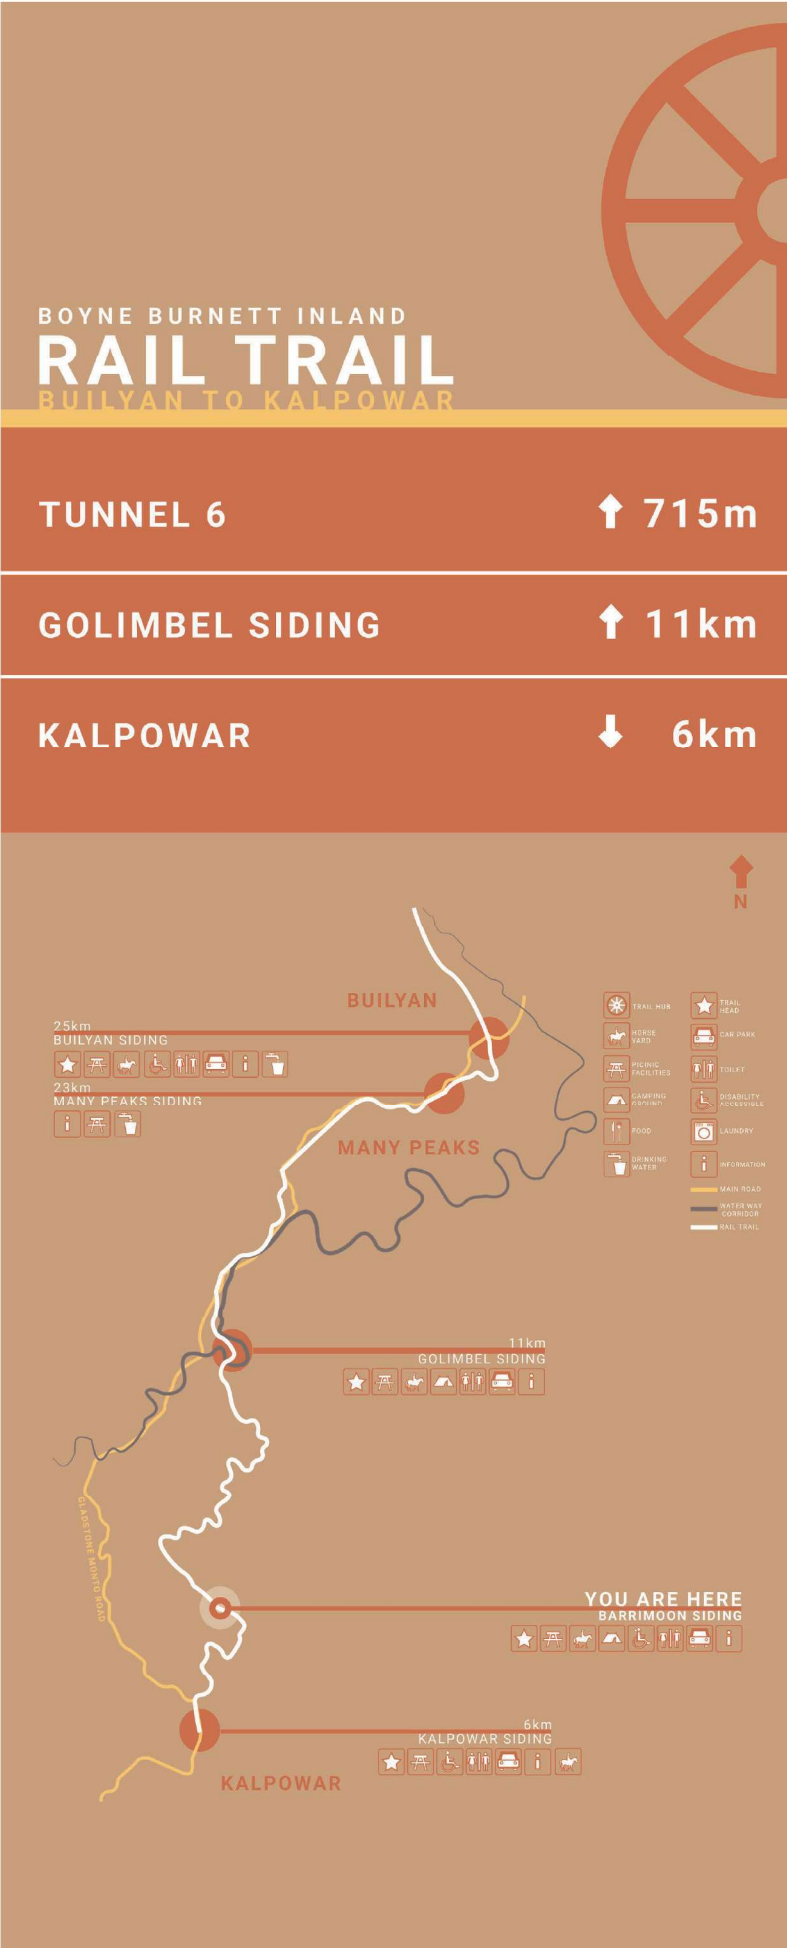 BOYNE BURNETT INLAND
RAIL TRAIL
BUILYAN TO KALPOWAR
TUNNEL 6 715m
GOLIMBEL SIDING 11km
KALPOWAR 6km
N
BUILYAN
25km
BUILYAN SIDING
23km
MANY PEAKS SIDING
MANY PEAKS
TRAIL HUB
TRAIL HEAD
HORSE YARD
CAR PARK
PICINIC FACILITIES
TOILET
CAMPING GROUND
DISABILITY ACCESSIBLE
FOOD
LAUNDRY
DRINKING WATER
INFORMATION
MAIN ROAD
WATER WAY CORRIDOR
RAIL TRAIL
11km
GOLIMBEL SIDING
GLADSTONE MONTO ROAD
YOU ARE HERE
BARRIMOON SIDING
6km
KALPOWAR SIDING
KALPOWAR